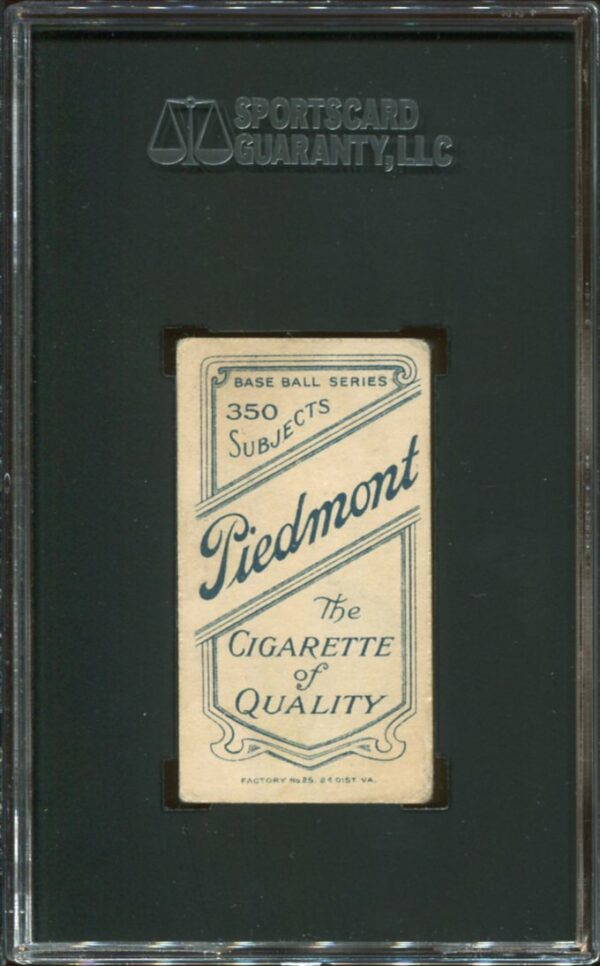 SPORTSCARD
GUARANTY, LLC
BASE BALL SERIES
350
SUBJECTS
Piedmont
The
CIGARETTE
of
QUALITY
FACTORY No 25. 2d DIST VA.